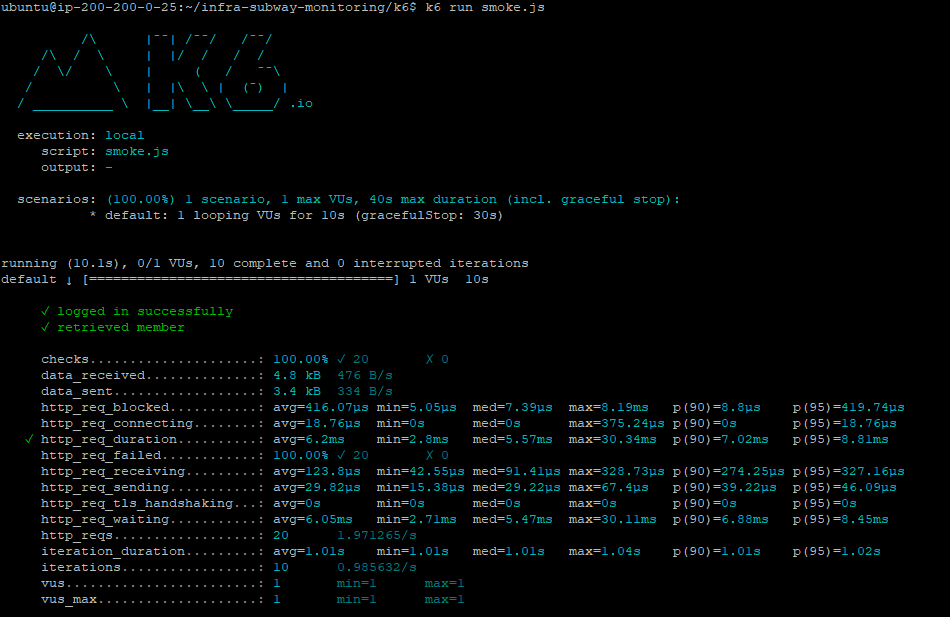 ubuntu@ip-200-200-0-25:~/infra-subway-monitoring/k6$ k6 run smoke.js
          /\      |‾‾| /‾‾/   /‾‾/
     /\  /  \     |  |/  /   /  /
    /  \/    \    |     (   /   ‾‾\
   /          \   |  |\  \ |  (‾)  |
  / __________ \  |__| \__\ \_____/ .io
  execution: local
     script: smoke.js
     output: -
  scenarios: (100.00%) 1 scenario, 1 max VUs, 40s max duration (incl. graceful stop):
           * default: 1 looping VUs for 10s (gracefulStop: 30s)
running (10.1s), 0/1 VUs, 10 complete and 0 interrupted iterations
default ↓ [======================================] 1 VUs  10s
     ✓ logged in successfully
     ✓ retrieved member
     checks.....................: 100.00% ✓ 20       ✗ 0
     data_received..............: 4.8 kB  476 B/s
     data_sent..................: 3.4 kB  334 B/s
     http_req_blocked...........: avg=416.07µs min=5.05µs  med=7.39µs  max=8.19ms   p(90)=8.8µs    p(95)=419.74µs
     http_req_connecting........: avg=18.76µs  min=0s      med=0s      max=375.24µs p(90)=0s       p(95)=18.76µs
   ✓ http_req_duration..........: avg=6.2ms    min=2.8ms   med=5.57ms  max=30.34ms  p(90)=7.02ms   p(95)=8.81ms
     http_req_failed............: 100.00% ✓ 20       ✗ 0
     http_req_receiving.........: avg=123.8µs  min=42.55µs med=91.41µs max=328.73µs p(90)=274.25µs p(95)=327.16µs
     http_req_sending...........: avg=29.82µs  min=15.38µs med=29.22µs max=67.4µs   p(90)=39.22µs  p(95)=46.09µs
     http_req_tls_handshaking...: avg=0s       min=0s      med=0s      max=0s       p(90)=0s       p(95)=0s
     http_req_waiting...........: avg=6.05ms   min=2.71ms  med=5.47ms  max=30.11ms  p(90)=6.88ms   p(95)=8.45ms
     http_reqs..................: 20      1.971265/s
     iteration_duration.........: avg=1.01s    min=1.01s   med=1.01s   max=1.04s    p(90)=1.01s    p(95)=1.02s
     iterations.................: 10      0.985632/s
     vus........................: 1       min=1      max=1
     vus_max....................: 1       min=1      max=1